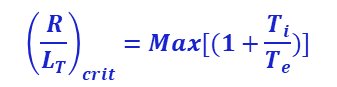 (R/L_T)_crit = Max[(1 + T_i/T_e)]